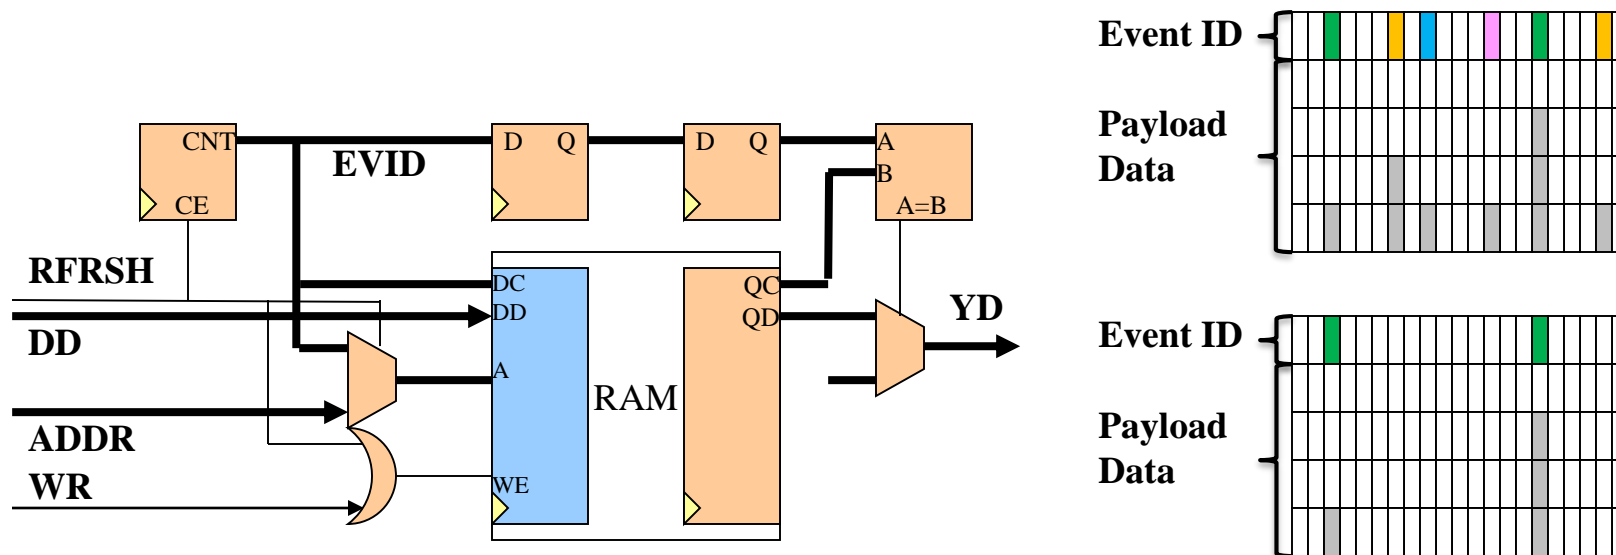 CNT
CE
EVID
D Q
D Q
A
B
A=B
RFRSH
DD
ADDR
WR
DC
DD
A
WE
RAM
QC
QD
YD
Event ID
Payload
Data
Event ID
Payload
Data